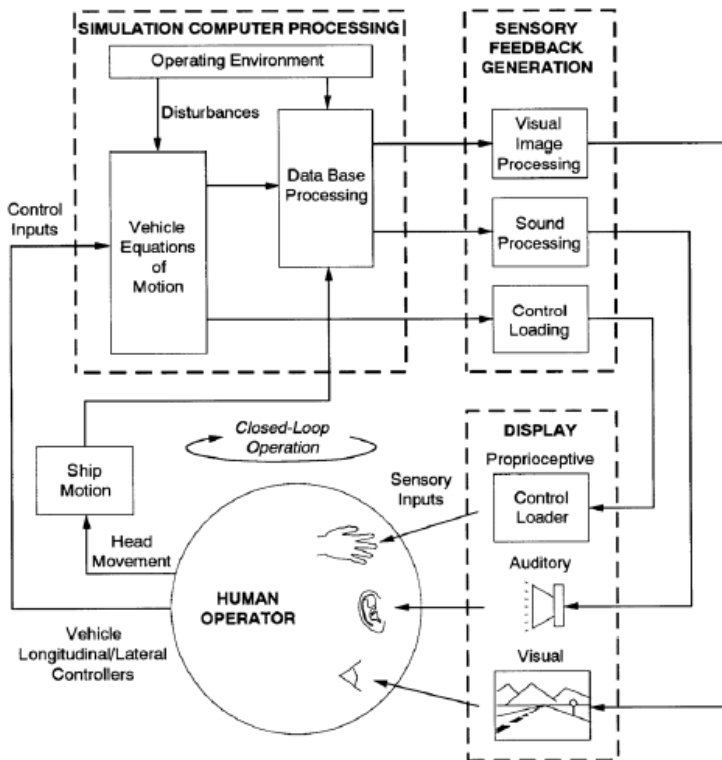 SIMULATION COMPUTER PROCESSING
Operating Environment
Disturbances
Vehicle
Equations
of
Motion
Data Base
Processing
SENSORY
FEEDBACK
GENERATION
Visual
Image
Processing
Sound
Processing
Control
Loading
Control
Inputs
Closed-Loop
Operation
Ship
Motion
Head
Movement
Vehicle
Longitudinal/Lateral
Controllers
HUMAN
OPERATOR
Sensory
Inputs
DISPLAY
Proprioceptive
Control
Loader
Auditory
Visual